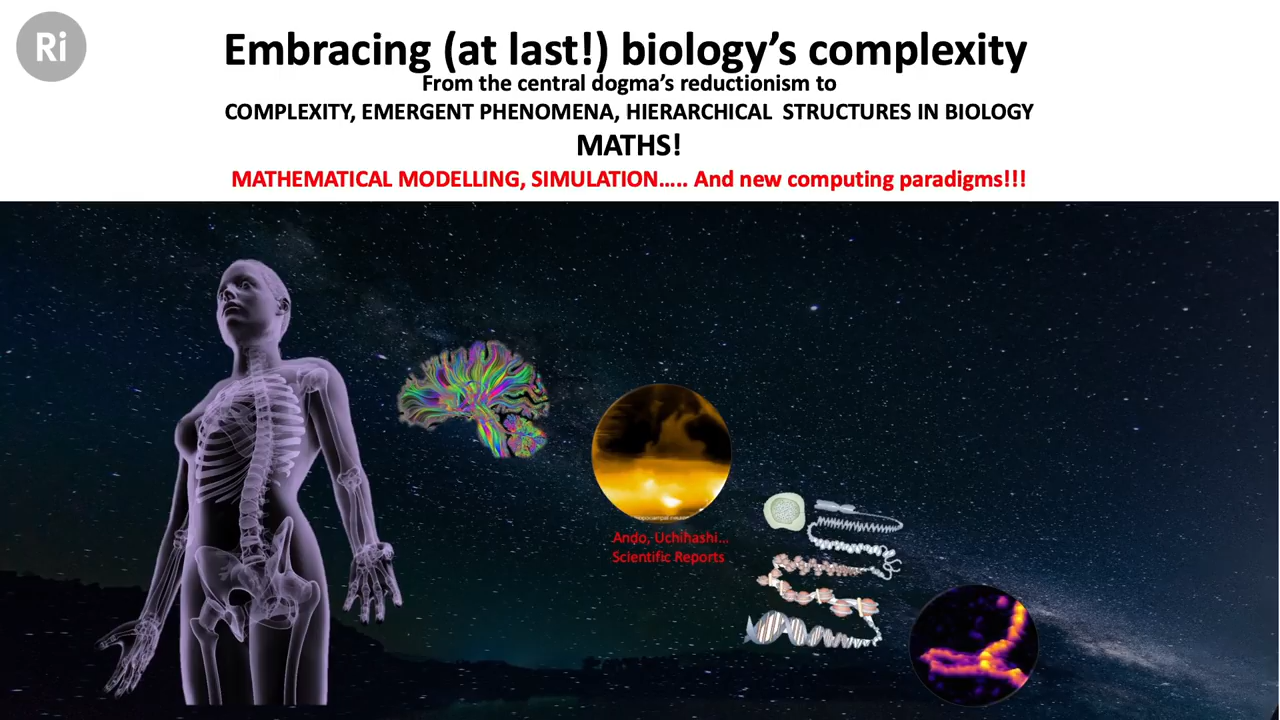 Ri
Embracing (at last!) biology's complexity
From the central dogma's reductionism to
COMPLEXITY, EMERGENT PHENOMENA, HIERARCHICAL STRUCTURES IN BIOLOGY
MATHS!
MATHEMATICAL MODELLING, SIMULATION….. And new computing paradigms!!!
Ando, Uchihashi…
Scientific Reports